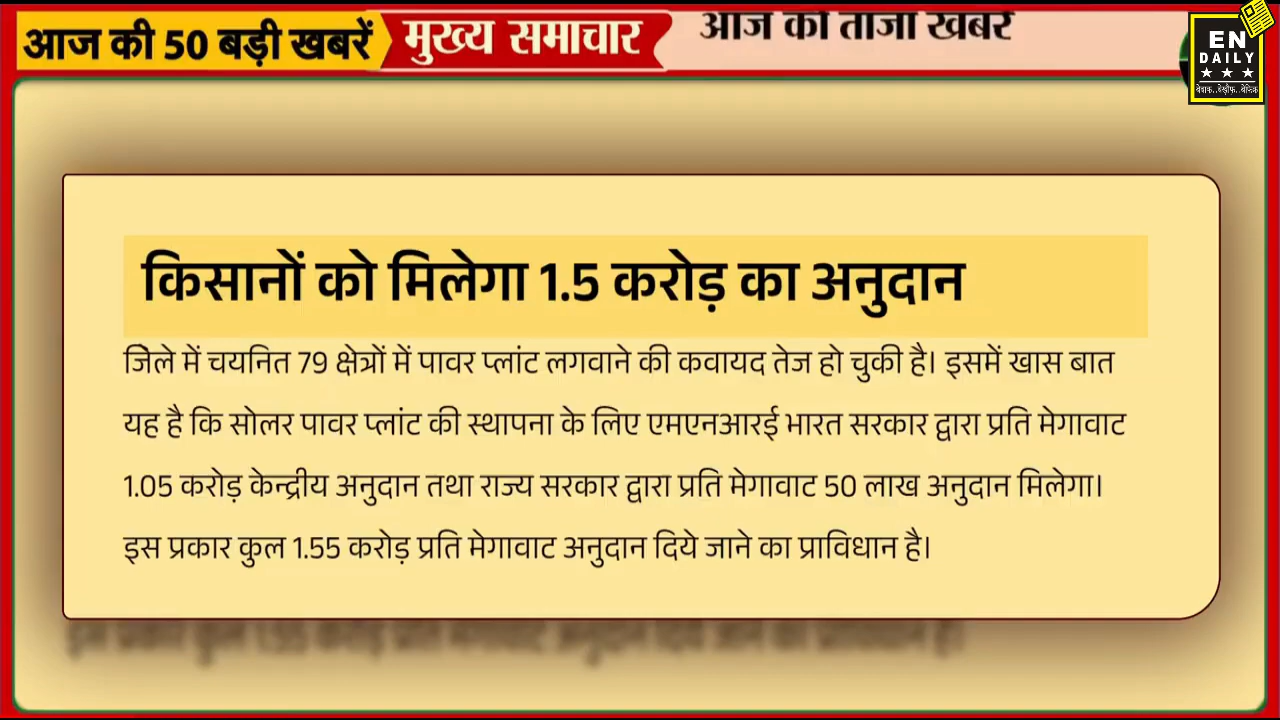 आज की 50 बड़ी खबरें
मुख्य समाचार
आज की ताजा खबर
EN
DAILY
किसानों को मिलेगा 1.5 करोड़ का अनुदान
जिले में चयनित 79 क्षेत्रों में पावर प्लांट लगवाने की कवायद तेज हो चुकी है। इसमें खास बात
यह है कि सोलर पावर प्लांट की स्थापना के लिए एमएनआरई भारत सरकार द्वारा प्रति मेगावाट
1.05 करोड़ केन्द्रीय अनुदान तथा राज्य सरकार द्वारा प्रति मेगावाट 50 लाख अनुदान मिलेगा।
इस प्रकार कुल 1.55 करोड़ प्रति मेगावाट अनुदान दिये जाने का प्राविधान है।